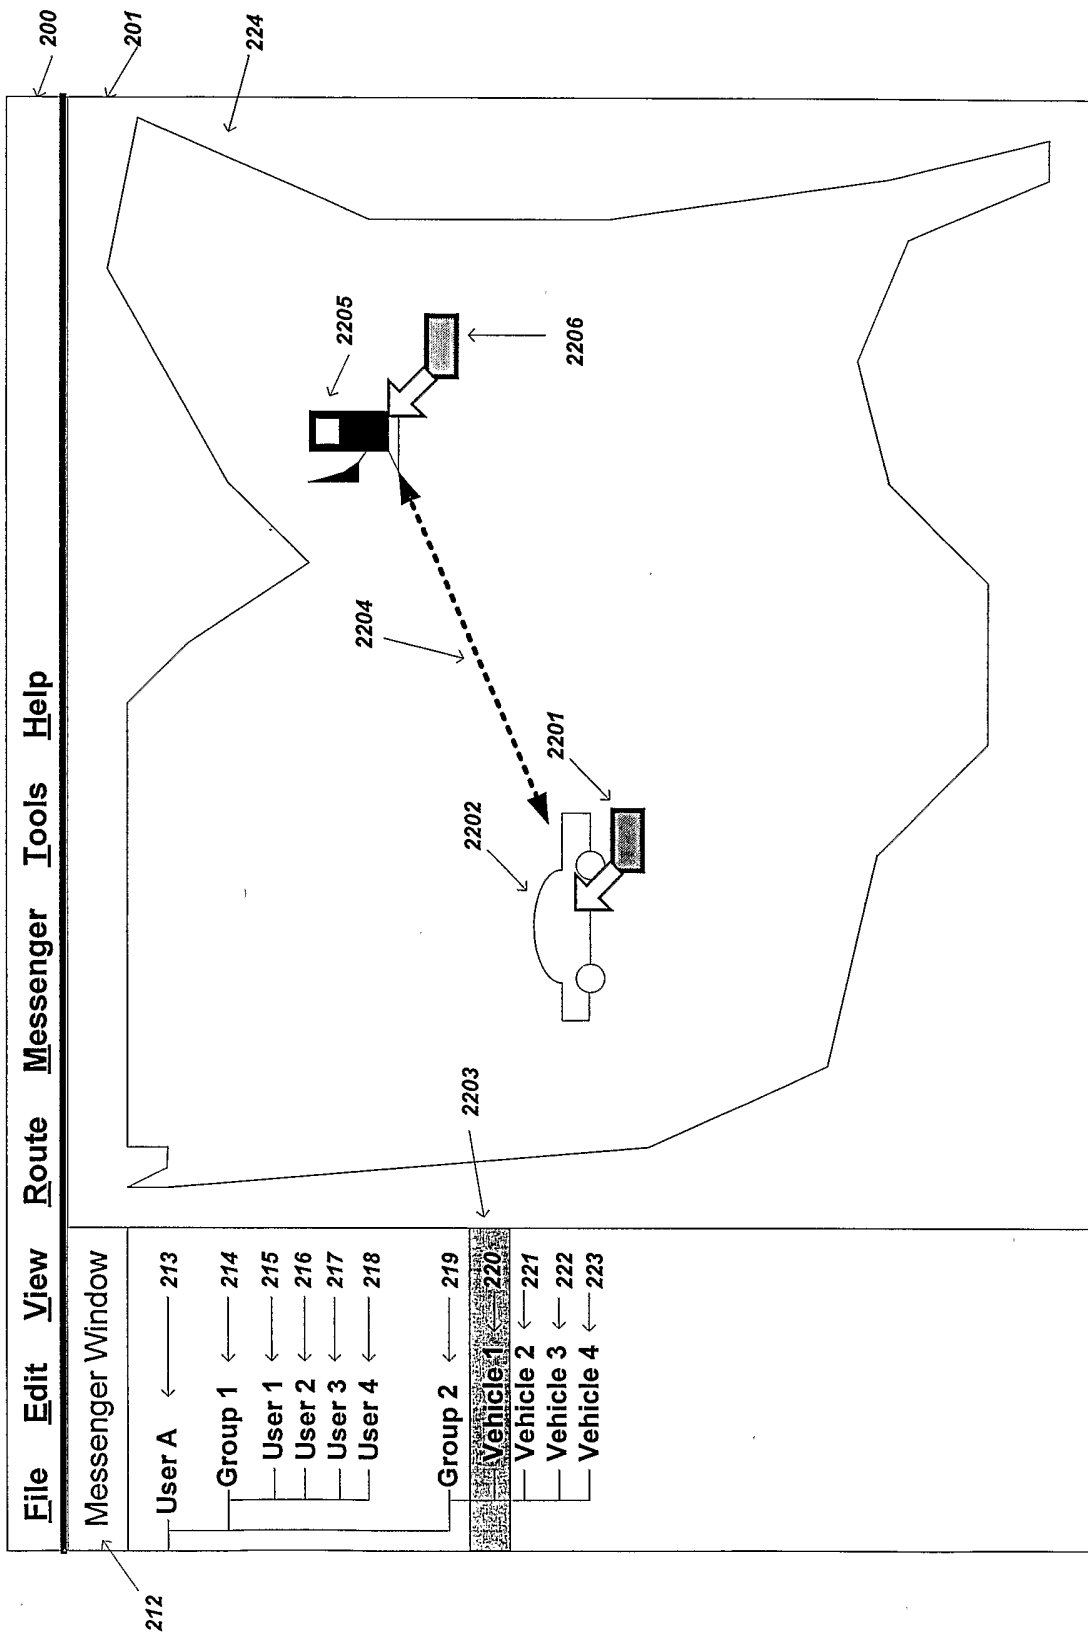 File Edit View Route Messenger Tools Help
200
201
224
Messenger Window
212
User A 213
Group 1 214
User 1 215
User 2 216
User 3 217
User 4 218
Group 2 219
Vehicle 1 220
Vehicle 2 221
Vehicle 3 222
Vehicle 4 223
2203
2202
2201
2204
2205
2206